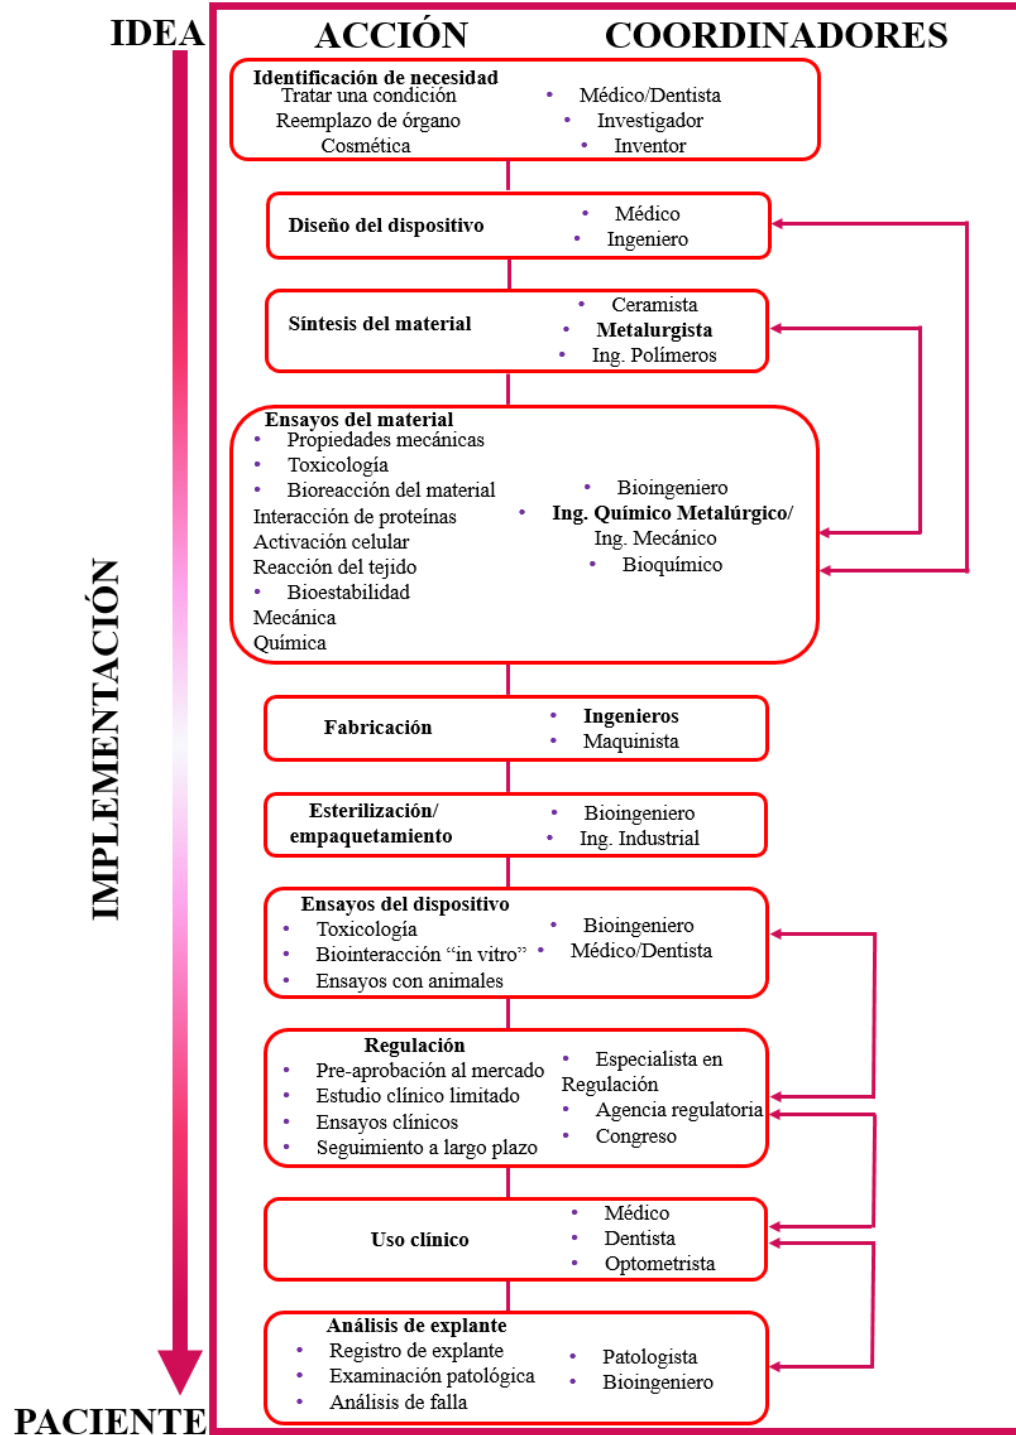 IDEA
ACCIÓN
COORDINADORES
Identificación de necesidad
Tratar una condición
Reemplazo de órgano
Cosmética
• Médico/Dentista
• Investigador
• Inventor
Diseño del dispositivo
• Médico
• Ingeniero
Síntesis del material
• Ceramista
• Metalurgista
• Ing. Polímeros
Ensayos del material
• Propiedades mecánicas
• Toxicología
• Bioreacción del material
Interacción de proteínas
Activación celular
Reacción del tejido
• Bioestabilidad
Mecánica
Química
• Bioingeniero
• Ing. Químico Metalúrgico/
Ing. Mecánico
• Bioquímico
IMPLEMENTACIÓN
Fabricación
• Ingenieros
• Maquinista
Esterilización/
empaquetamiento
• Bioingeniero
• Ing. Industrial
Ensayos del dispositivo
• Toxicología
• Biointeracción “in vitro”
• Ensayos con animales
• Bioingeniero
• Médico/Dentista
Regulación
• Pre-aprobación al mercado
• Estudio clínico limitado
• Ensayos clínicos
• Seguimiento a largo plazo
• Especialista en
Regulación
• Agencia regulatoria
• Congreso
Uso clínico
• Médico
• Dentista
• Optometrista
Análisis de explante
• Registro de explante
• Examinación patológica
• Análisis de falla
• Patologista
• Bioingeniero
PACIENTE